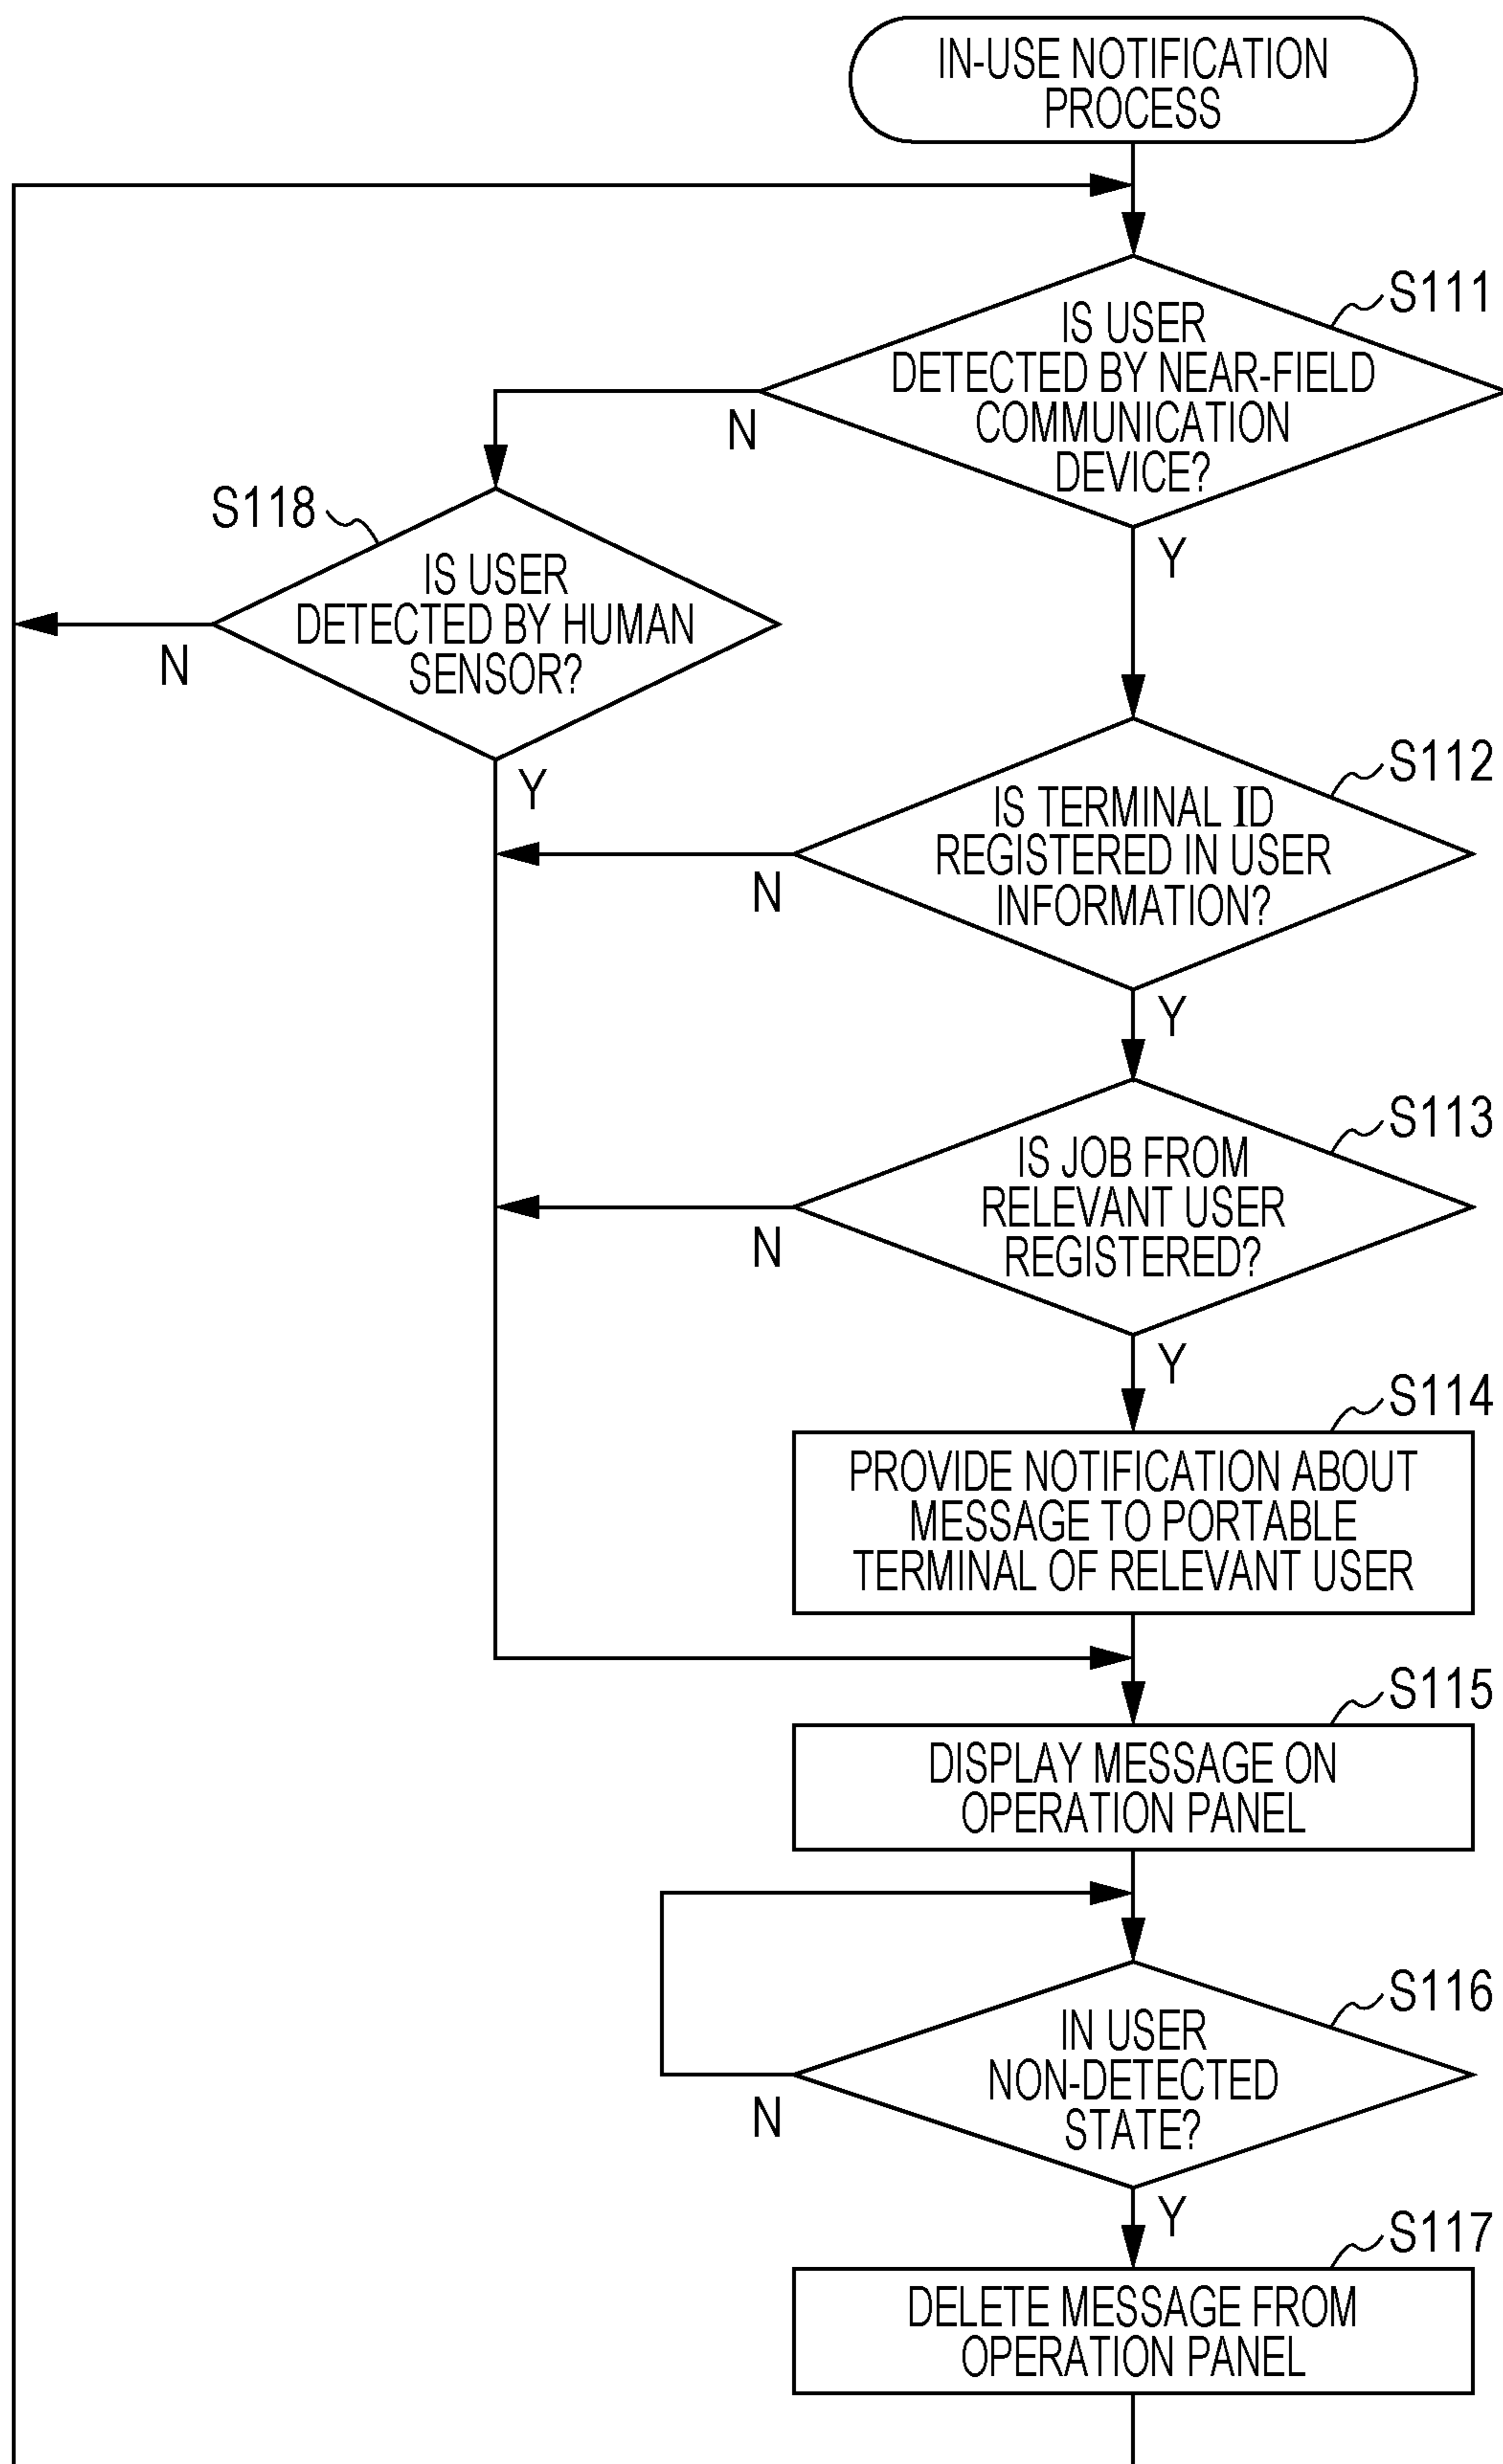 IN-USE NOTIFICATION
PROCESS
S111
IS USER
DETECTED BY NEAR-FIELD
COMMUNICATION
DEVICE?
N
Y
S118
IS USER
DETECTED BY HUMAN
SENSOR?
N
Y
S112
IS TERMINAL ID
REGISTERED IN USER
INFORMATION?
N
Y
S113
IS JOB FROM
RELEVANT USER
REGISTERED?
N
Y
S114
PROVIDE NOTIFICATION ABOUT
MESSAGE TO PORTABLE
TERMINAL OF RELEVANT USER
S115
DISPLAY MESSAGE ON
OPERATION PANEL
S116
IN USER
NON-DETECTED
STATE?
N
Y
S117
DELETE MESSAGE FROM
OPERATION PANEL